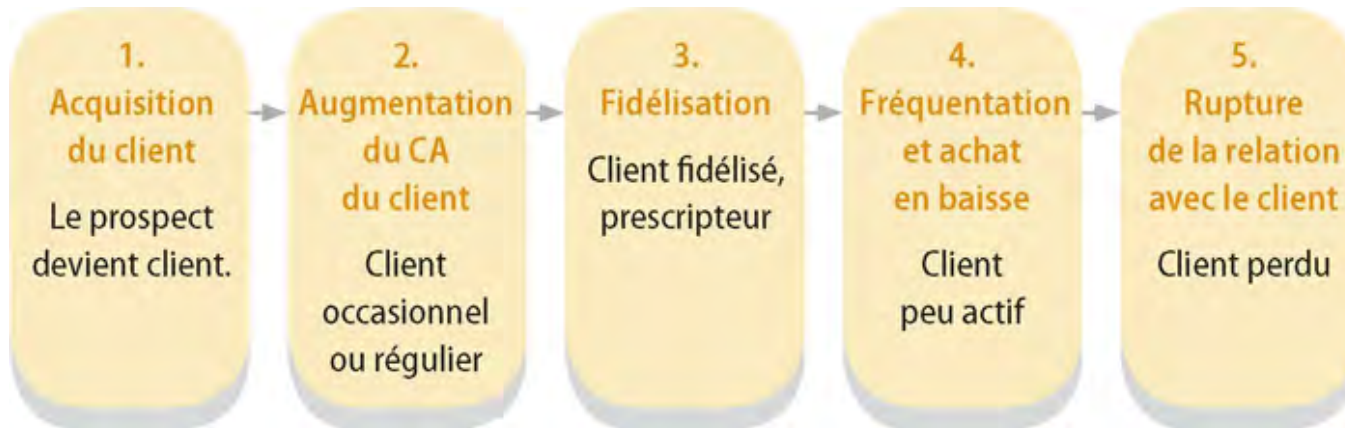 1.
Acquisition
du client
Le prospect
devient client.
2.
Augmentation
du CA
du client
Client
occasionnel
ou régulier
3.
Fidélisation
Client fidélisé,
prescripteur
4.
Fréquentation
et achat
en baisse
Client
peu actif
5.
Rupture
de la relation
avec le client
Client perdu